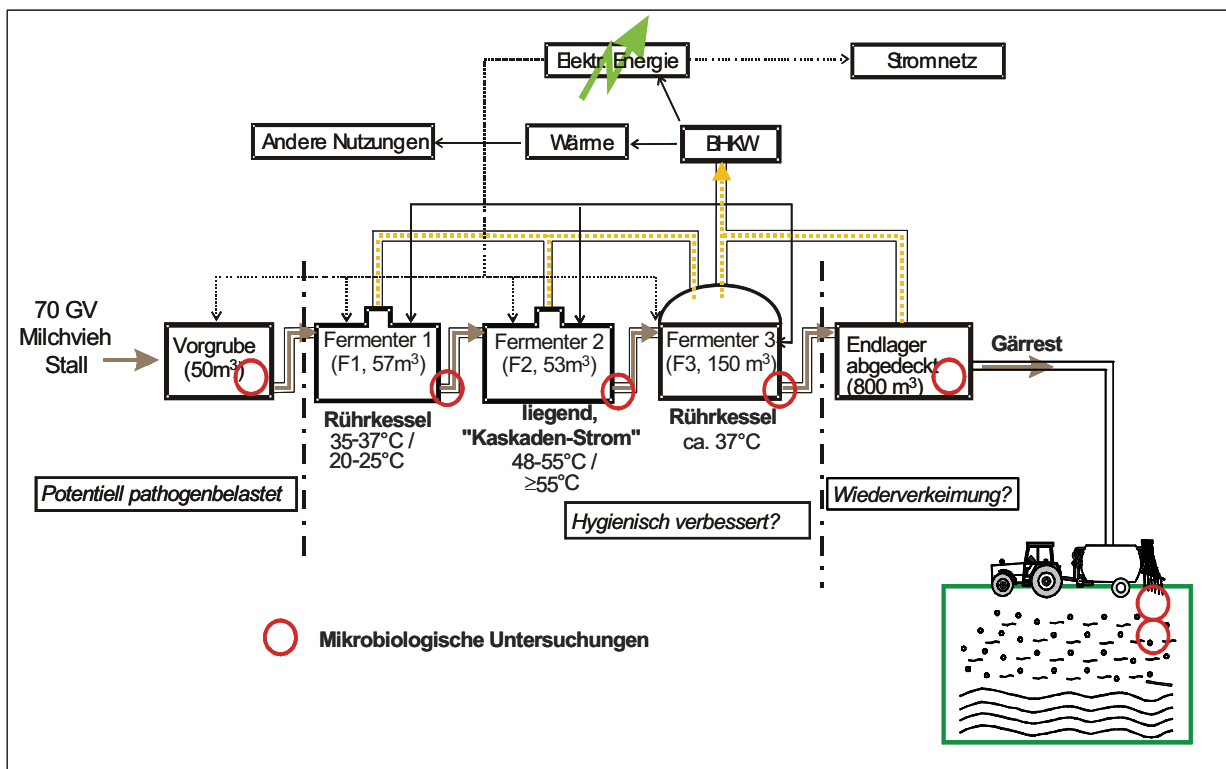 Elektr. Energie
Stromnetz
Andere Nutzungen
Wärme
BHKW
70 GV
Milchvieh
Stall
Vorgrube
(50m³)
Fermenter 1
(F1, 57m³)
Rührkessel
35-37°C /
20-25°C
Fermenter 2
(F2, 53m³)
liegend,
"Kaskaden-Strom"
48-55°C /
≥55°C
Fermenter 3
(F3, 150 m³)
Rührkessel
ca. 37°C
Endlager
abgedeckt
(800 m³)
Gärrest
Potentiell pathogenbelastet
Hygienisch verbessert?
Wiederverkeimung?
Mikrobiologische Untersuchungen